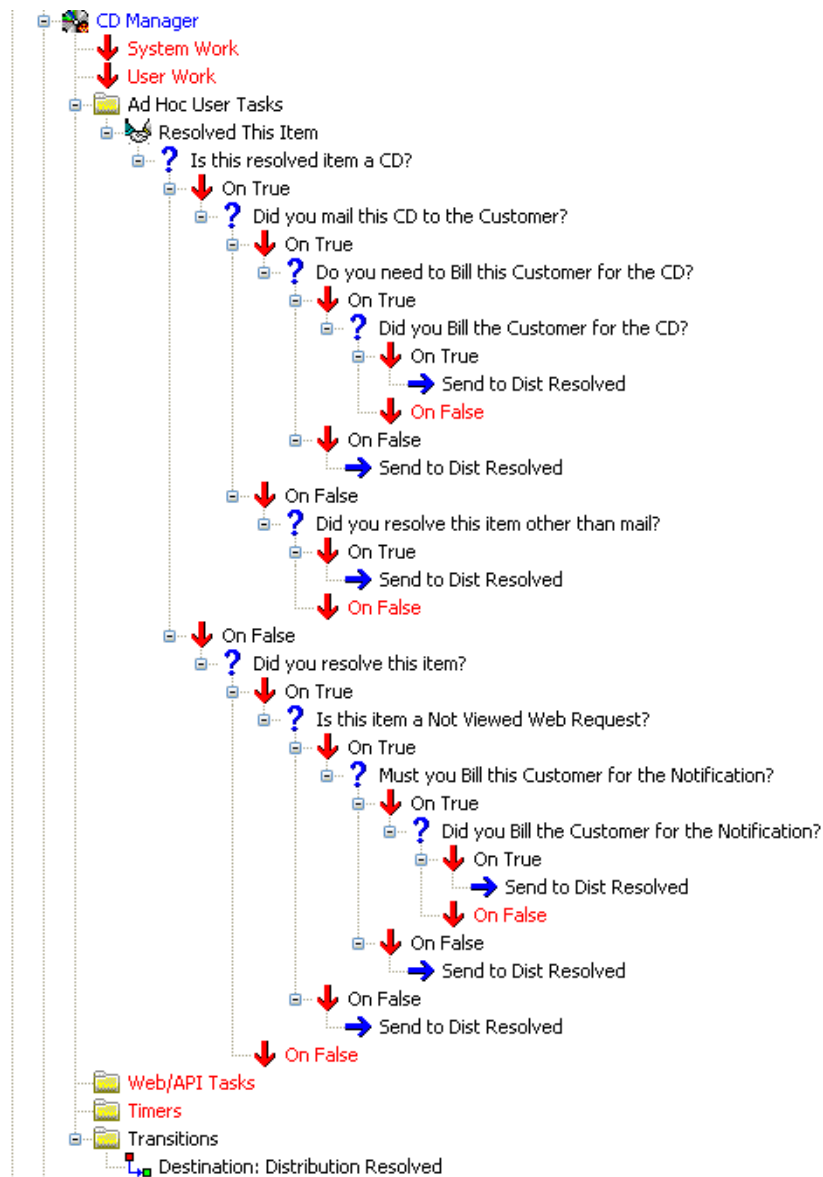 CD Manager
System Work
User Work
Ad Hoc User Tasks
Resolved This Item
Is this resolved item a CD?
On True
Did you mail this CD to the Customer?
On True
Do you need to Bill this Customer for the CD?
On True
Did you Bill the Customer for the CD?
On True
Send to Dist Resolved
On False
On False
Send to Dist Resolved
On False
Did you resolve this item other than mail?
On True
Send to Dist Resolved
On False
On False
Did you resolve this item?
On True
Is this item a Not Viewed Web Request?
On True
Must you Bill this Customer for the Notification?
On True
Did you Bill the Customer for the Notification?
On True
Send to Dist Resolved
On False
On False
Send to Dist Resolved
On False
Send to Dist Resolved
On False
Web/API Tasks
Timers
Transitions
Destination: Distribution Resolved